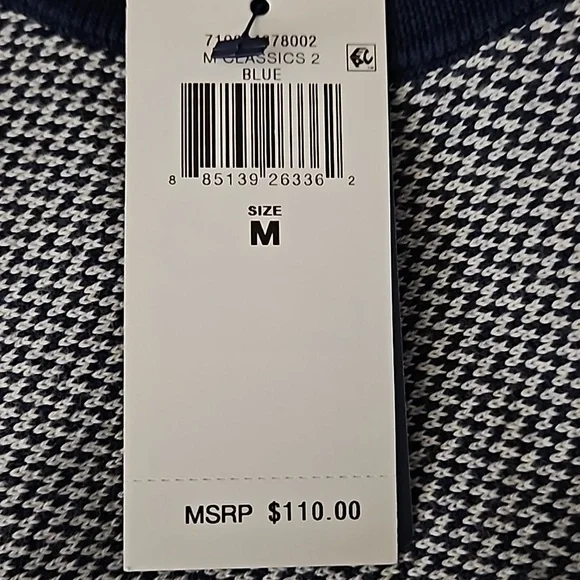 M CLASSICS 2
BLUE
8 85139 26336 2
SIZE
M
MSRP $110.00